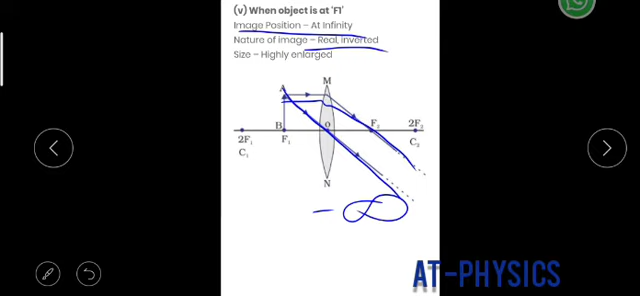 (v) When object is at 'F1'
Image Position – At Infinity
Nature of image – Real, Inverted
Size – Highly enlarged
A M
B O F₂ 2F₂
2F₁ F₁ C₂
C₁
N
- ∞
AT-PHYSICS